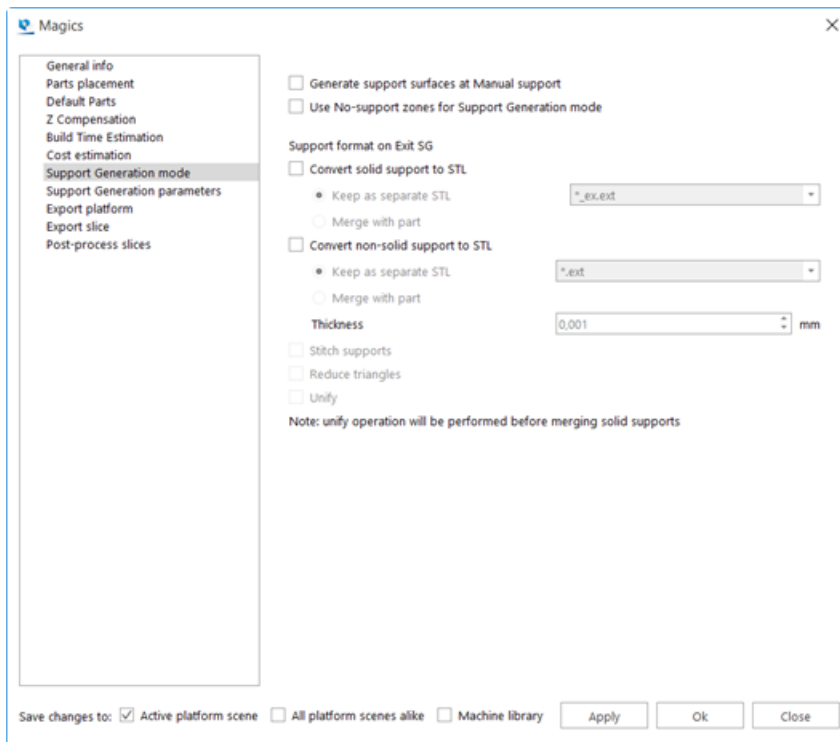 Magics
General info
Parts placement
Default Parts
Z Compensation
Build Time Estimation
Cost estimation
Support Generation mode
Support Generation parameters
Export platform
Export slice
Post-process slices
Generate support surfaces at Manual support
Use No-support zones for Support Generation mode
Support format on Exit SG
Convert solid support to STL
Keep as separate STL *_ex.ext
Merge with part
Convert non-solid support to STL
Keep as separate STL *.ext
Merge with part
Thickness 0,001 mm
Stitch supports
Reduce triangles
Unify
Note: unify operation will be performed before merging solid supports
Save changes to: Active platform scene All platform scenes alike Machine library Apply Ok Close